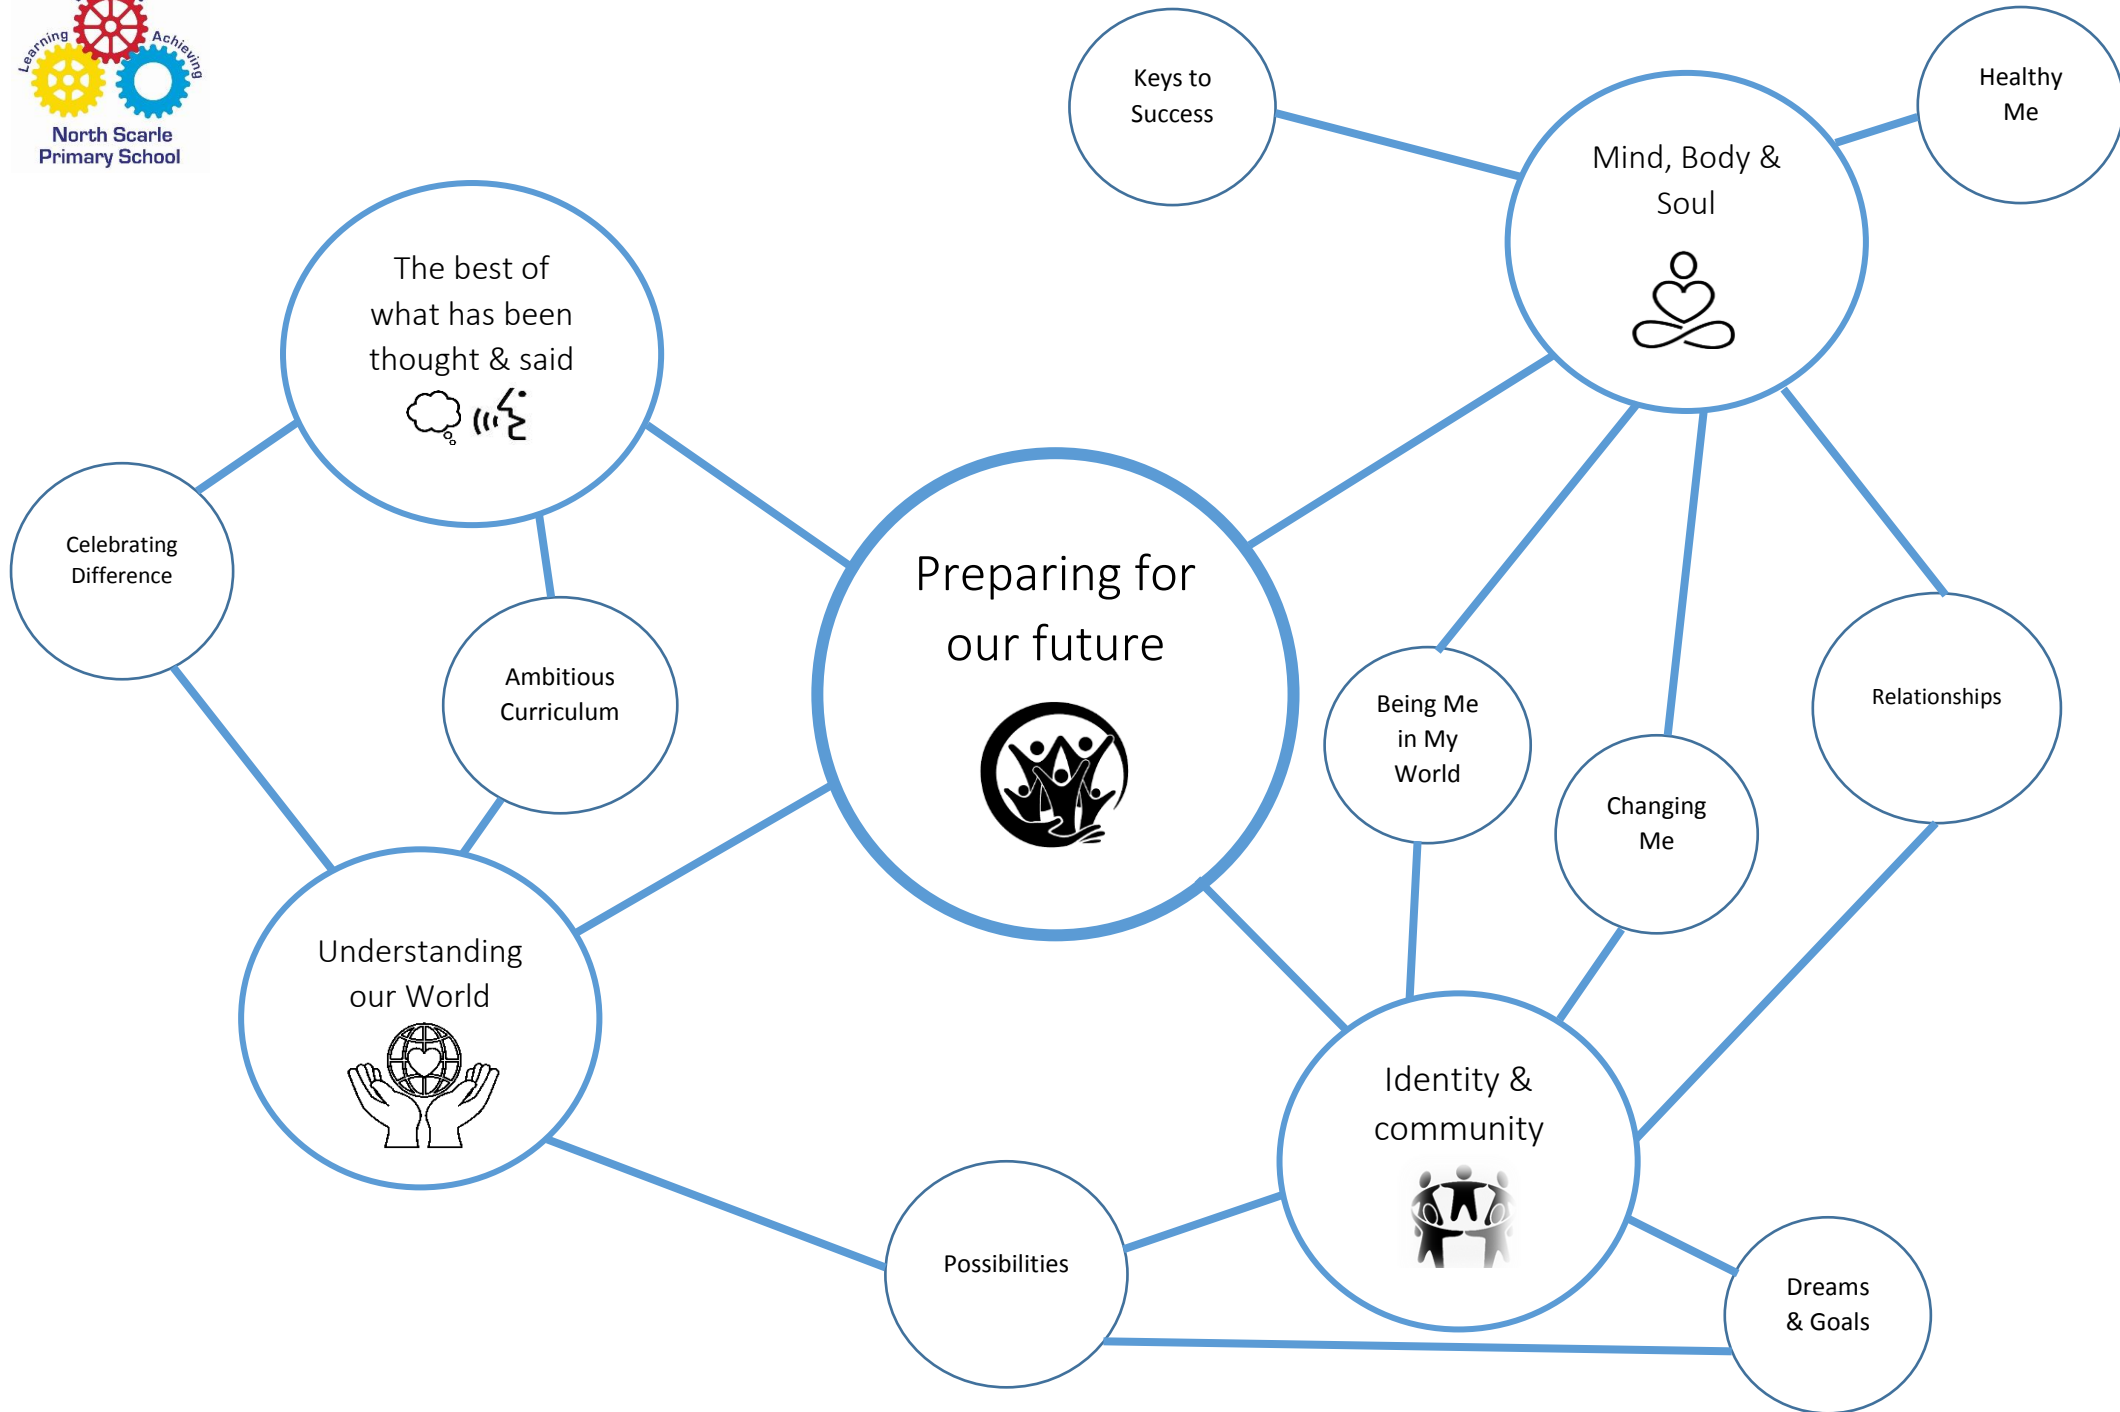 Learning
Achieving
North Scarle
Primary School
Keys to
Success
Healthy
Me
Mind, Body &
Soul
The best of
what has been
thought & said
Celebrating
Difference
Ambitious
Curriculum
Preparing for
our future
Being Me
in My
World
Changing
Me
Relationships
Understanding
our World
Identity &
community
Possibilities
Dreams
& Goals